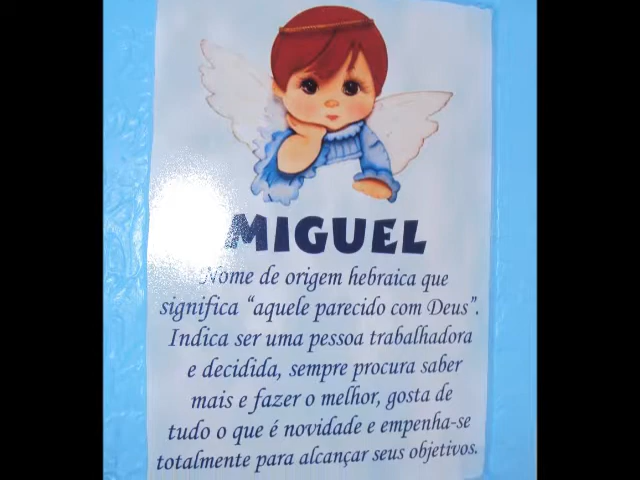 MIGUEL
Nome de origem hebraica que
significa “aquele parecido com Deus”.
Indica ser uma pessoa trabalhadora
e decidida, sempre procura saber
mais e fazer o melhor, gosta de
tudo o que é novidade e empenha-se
totalmente para alcançar seus objetivos.